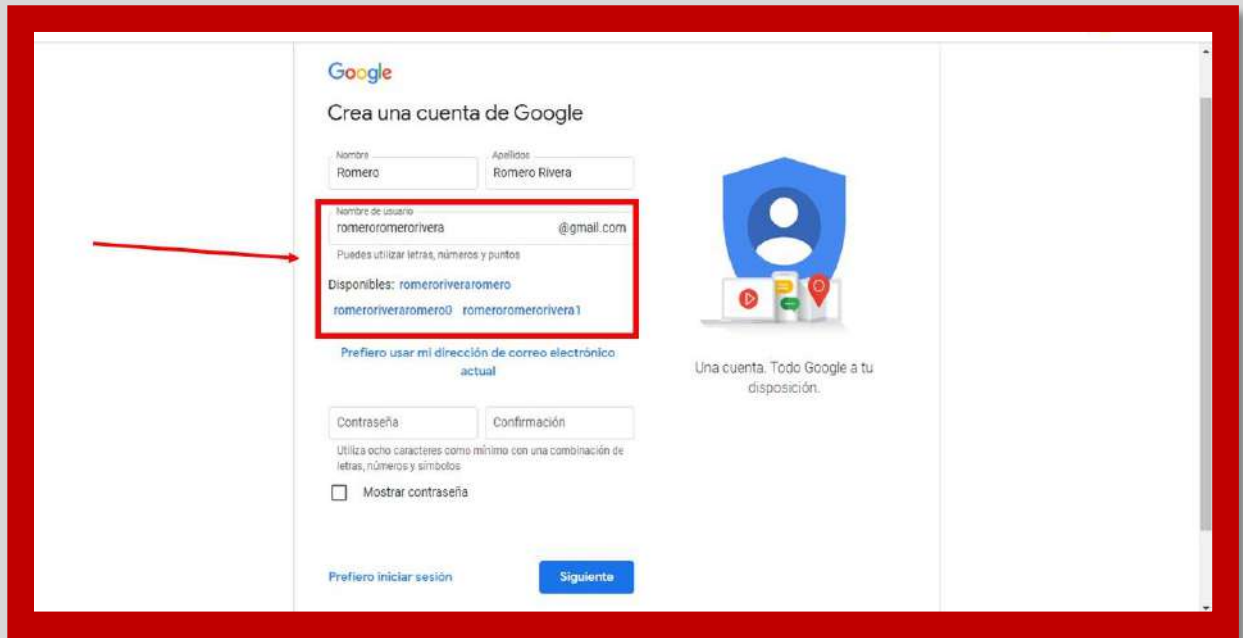 Google
Crea una cuenta de Google
Nombre
Romero
Apellidos
Romero Rivera
Nombre de usuario
romeroromerorivera
@gmail.com
Puedes utilizar letras, números y puntos
Disponibles: romeroriveraromero
romeroriveraromero0 romeroromerorivera1
Prefiero usar mi dirección de correo electrónico
actual
Contraseña
Confirmación
Utiliza ocho caracteres como mínimo con una combinación de
letras, números y símbolos
Mostrar contraseña
Prefiero iniciar sesión
Siguiente
Una cuenta. Todo Google a tu
disposición.